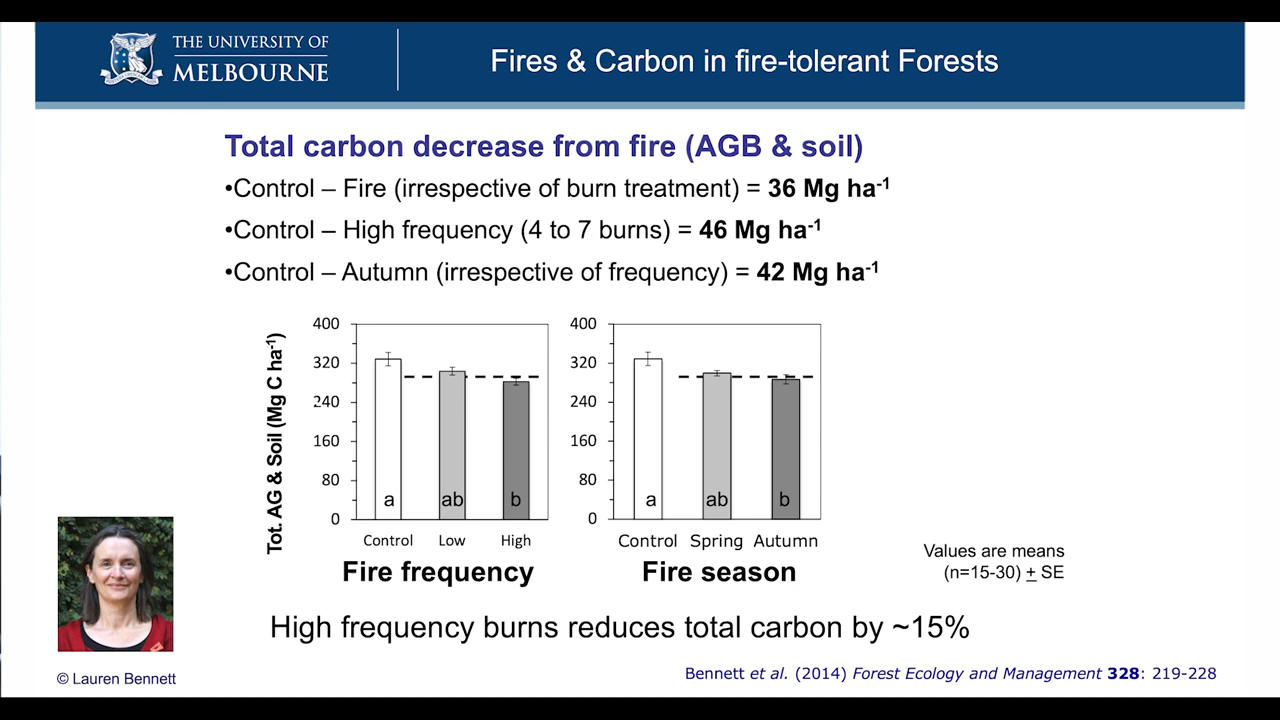 THE UNIVERSITY OF
MELBOURNE
Fires & Carbon in fire-tolerant Forests
Total carbon decrease from fire (AGB & soil)
•Control – Fire (irrespective of burn treatment) = 36 Mg ha-1
•Control – High frequency (4 to 7 burns) = 46 Mg ha-1
•Control – Autumn (irrespective of frequency) = 42 Mg ha-1
Tot. AG & Soil (Mg C ha-1)
400
320
240
160
80
0
a
ab
b
Control
Low
High
Fire frequency
400
320
240
160
80
0
a
ab
b
Control
Spring
Autumn
Fire season
Values are means
(n=15-30) + SE
High frequency burns reduces total carbon by ~15%
© Lauren Bennett
Bennett et al. (2014) Forest Ecology and Management 328: 219-228